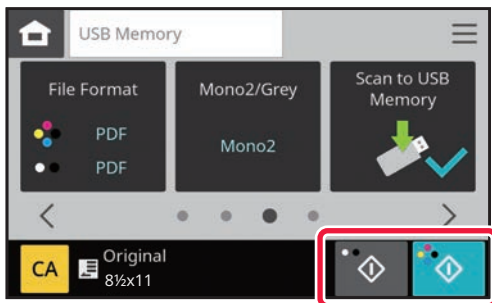 USB Memory
File Format
PDF
PDF
Mono2/Grey
Mono2
Scan to USB
Memory
CA
Original
8½x11